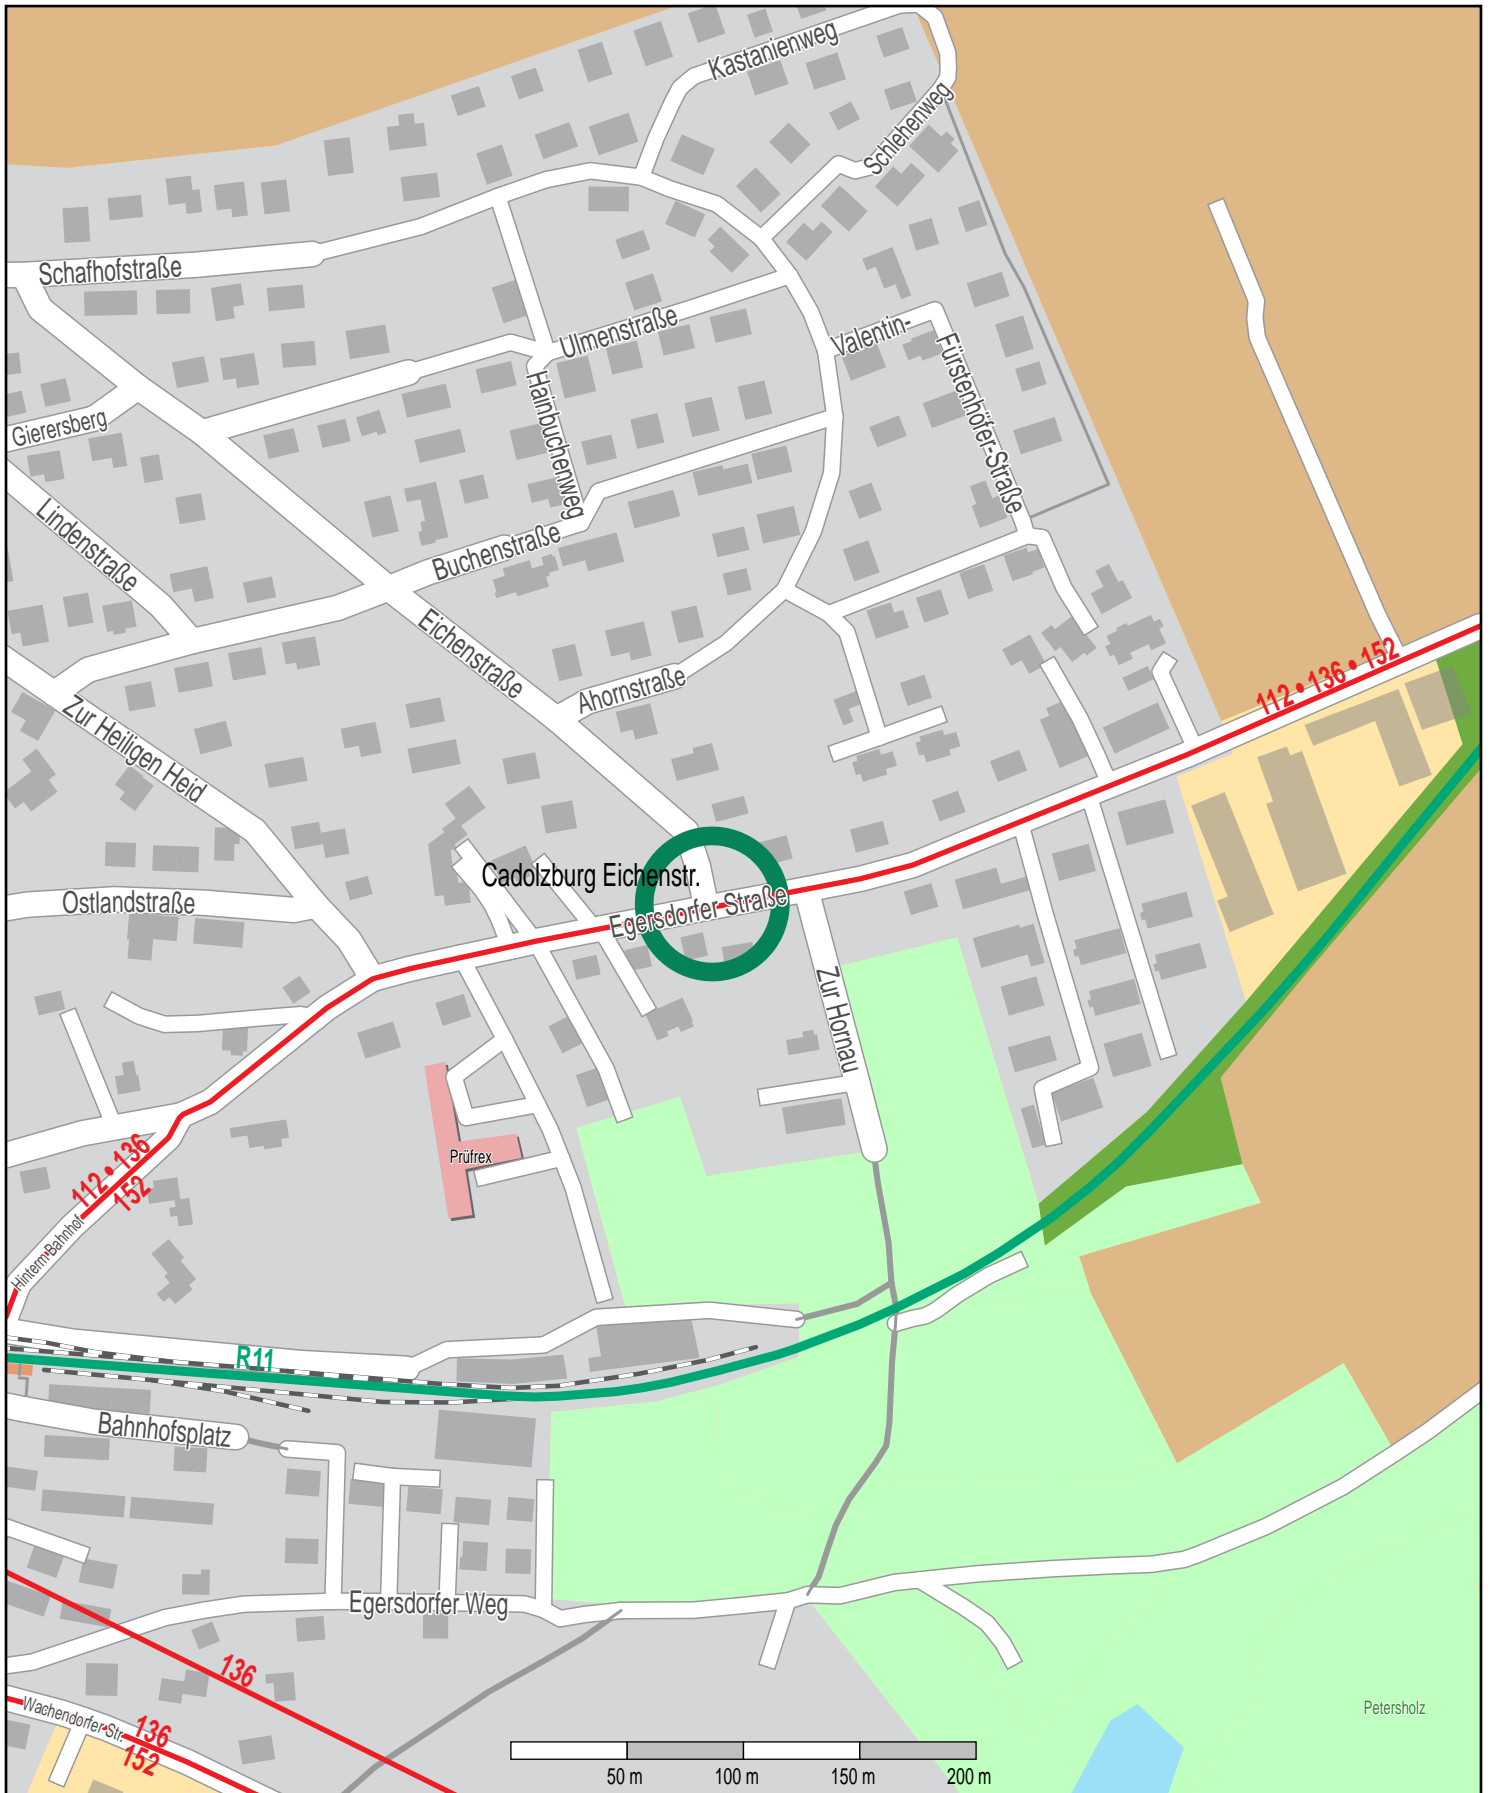 Kastanienweg
Schlehenweg
Schafhofstraße
Ulmenstraße
Valentin-
Fürstenhöfer-Straße
Hainbuchenweg
Gierersberg
Lindenstraße
Buchenstraße
Eichenstraße
Ahornstraße
112 • 136 • 152
Zur Heiligen Heid
Cadolzburg Eichenstr.
Ostlandstraße
Egersdorfer Straße
Zur Hornau
Prüfrex
112 • 136
152
Hinterm Bahnhof
R11
Bahnhofsplatz
Egersdorfer Weg
136
Wachendorfer Str.
136
152
Petersholz
50 m 100 m 150 m 200 m